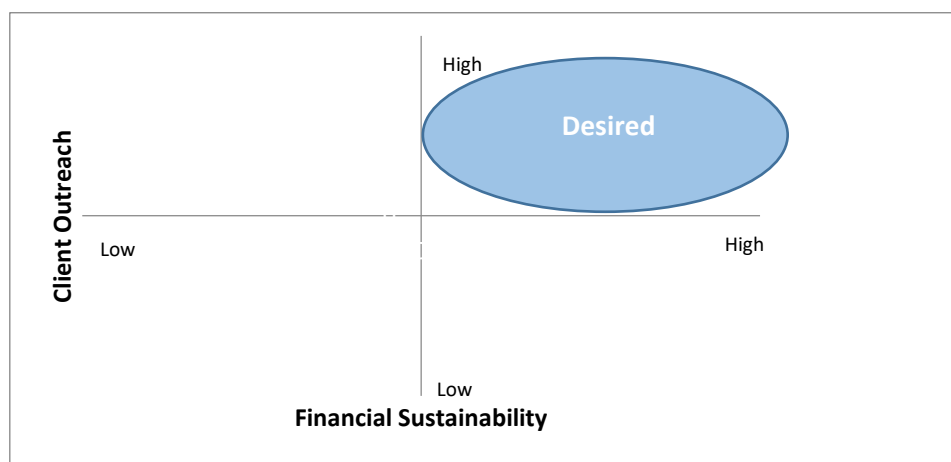 High
Desired
Client Outreach
Low
High
Low
Financial Sustainability